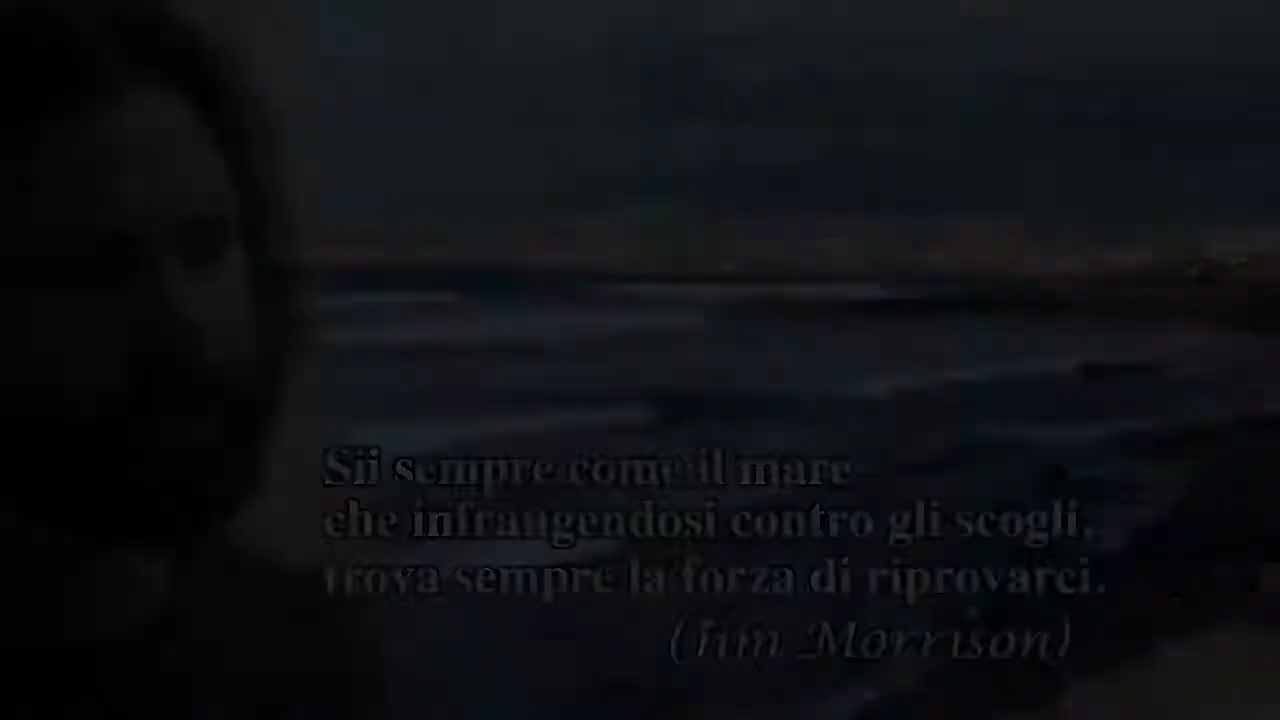 Sii sempre come il mare
che infrangendosi contro gli scogli,
trova sempre la forza di riprovarci.
(Jim Morrison)